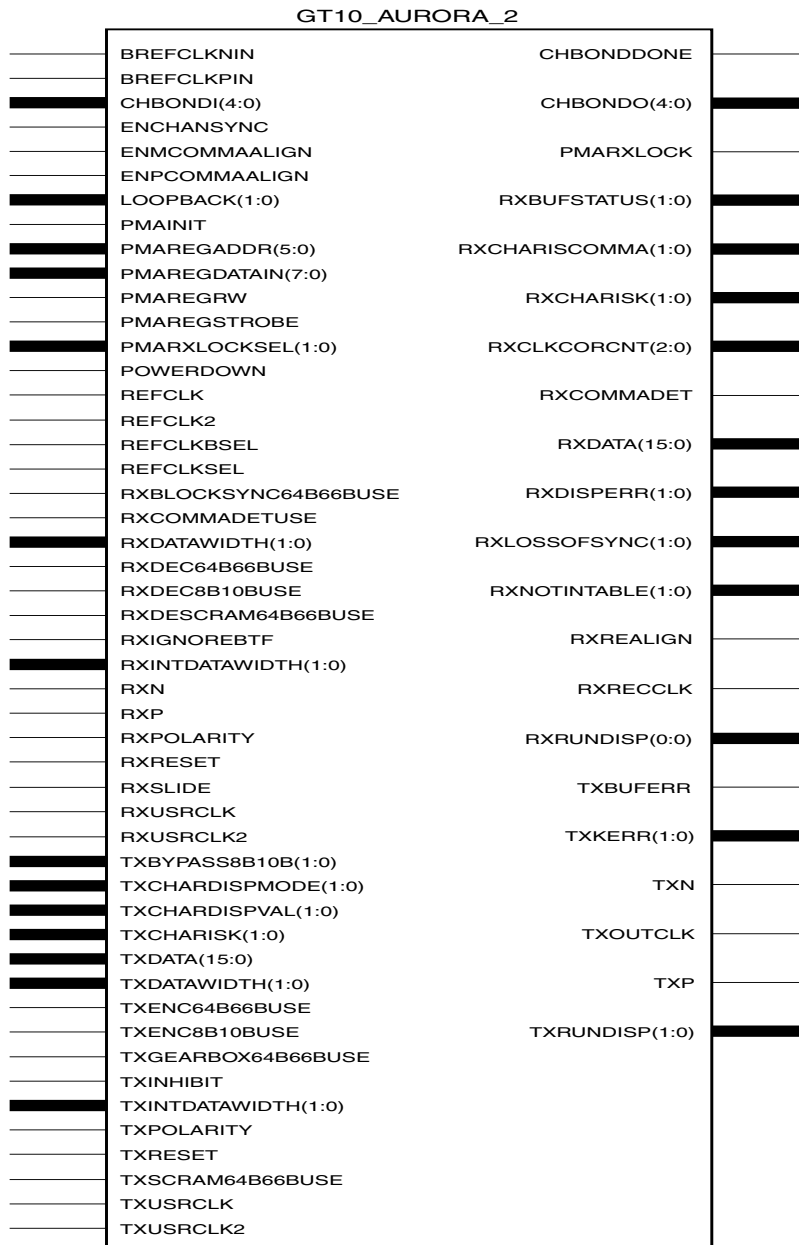 GT10_AURORA_2
BREFCLKNIN
BREFCLKPIN
CHBONDI(4:0)
ENCHANSYNC
ENMCOMMAALIGN
ENPCOMMAALIGN
LOOPBACK(1:0)
PMAINIT
PMAREGADDR(5:0)
PMAREGDATAIN(7:0)
PMAREGRW
PMAREGSTROBE
PMARXLOCKSEL(1:0)
POWERDOWN
REFCLK
REFCLK2
REFCLKBSEL
REFCLKSEL
RXBLOCKSYNC64B66BUSE
RXCOMMADETUSE
RXDATAWIDTH(1:0)
RXDEC64B66BUSE
RXDEC8B10BUSE
RXDESCRAM64B66BUSE
RXIGNOREBTF
RXINTDATAWIDTH(1:0)
RXN
RXP
RXPOLARITY
RXRESET
RXSLIDE
RXUSRCLK
RXUSRCLK2
TXBYPASS8B10B(1:0)
TXCHARDISPMODE(1:0)
TXCHARDISPVAL(1:0)
TXCHARISK(1:0)
TXDATA(15:0)
TXDATAWIDTH(1:0)
TXENC64B66BUSE
TXENC8B10BUSE
TXGEARBOX64B66BUSE
TXINHIBIT
TXINTDATAWIDTH(1:0)
TXPOLARITY
TXRESET
TXSCRAM64B66BUSE
TXUSRCLK
TXUSRCLK2
CHBONDDONE
CHBONDO(4:0)
PMARXLOCK
RXBUFSTATUS(1:0)
RXCHARISCOMMA(1:0)
RXCHARISK(1:0)
RXCLKCORCNT(2:0)
RXCOMMADET
RXDATA(15:0)
RXDISPERR(1:0)
RXLOSSOFSYNC(1:0)
RXNOTINTABLE(1:0)
RXREALIGN
RXRECCLK
RXRUNDISP(0:0)
TXBUFERR
TXKERR(1:0)
TXN
TXOUTCLK
TXP
TXRUNDISP(1:0)